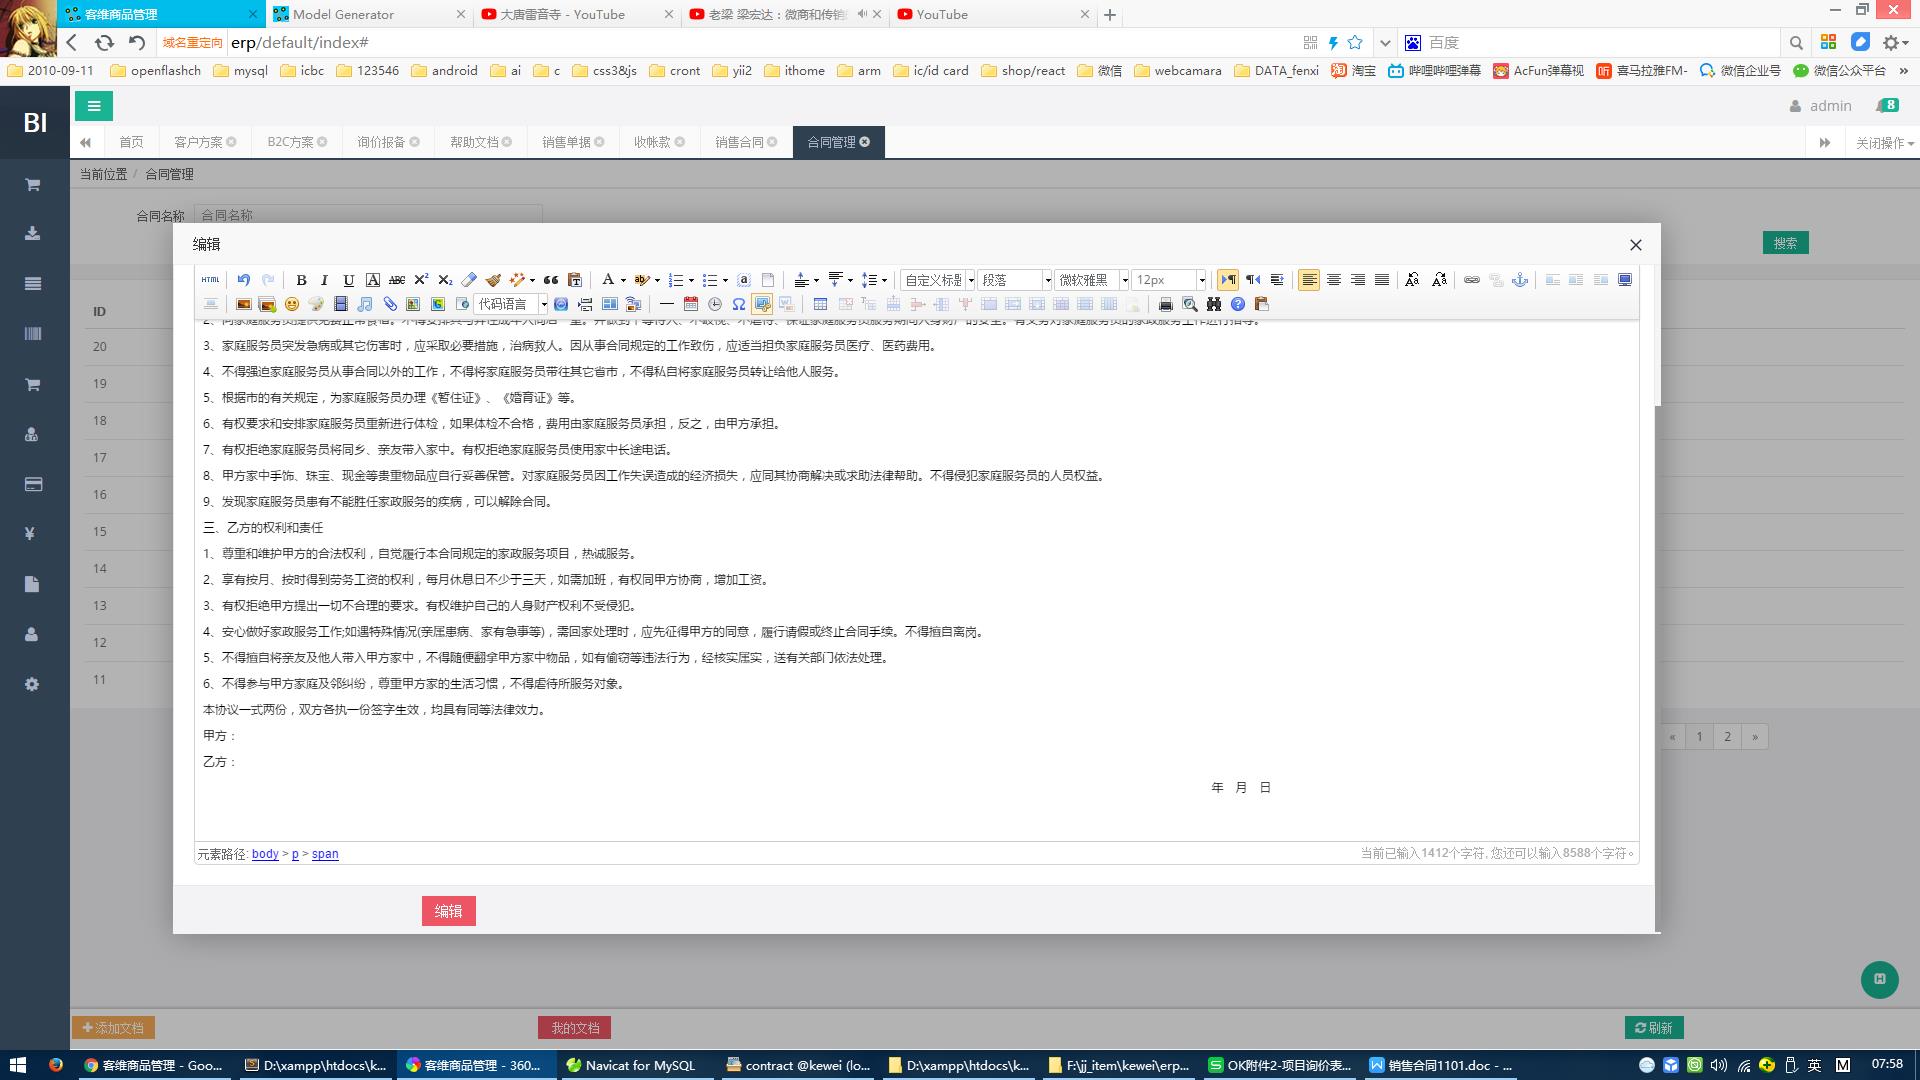 客维商品管理
Model Generator
大唐雷音寺 - YouTube
老梁 梁宏达：微商和传销
YouTube
域名重定向 erp/default/index#
百度
2010-09-11 openflashch mysql icbc 123546 android ai c css3&js cront yii2 ithome arm ic/id card shop/react 微信 webcamara DATA_fenxi 淘宝 哔哩哔哩弹幕 AcFun弹幕视 喜马拉雅FM- 微信企业号 微信公众平台 »
BI
admin 8
首页 客户方案 B2C方案 询价报备 帮助文档 销售单据 收帐款 销售合同 合同管理 关闭操作
当前位置 / 合同管理
合同名称 合同名称
搜索
编辑
HTML 自定义标题 段落 微软雅黑 12px
代码语言
3、家庭服务员突发急病或其它伤害时，应采取必要措施，治病救人。因从事合同规定的工作致伤，应适当担负家庭服务员医疗、医药费用。
4、不得强迫家庭服务员从事合同以外的工作，不得将家庭服务员带往其它省市，不得私自将家庭服务员转让给他人服务。
5、根据市的有关规定，为家庭服务员办理《暂住证》、《婚育证》等。
6、有权要求和安排家庭服务员重新进行体检，如果体检不合格，费用由家庭服务员承担，反之，由甲方承担。
7、有权拒绝家庭服务员将同乡、亲友带入家中。有权拒绝家庭服务员使用家中长途电话。
8、甲方家中手饰、珠宝、现金等贵重物品应自行妥善保管。对家庭服务员因工作失误造成的经济损失，应同其协商解决或求助法律帮助。不得侵犯家庭服务员的人员权益。
9、发现家庭服务员患有不能胜任家政服务的疾病，可以解除合同。
三、乙方的权利和责任
1、尊重和维护甲方的合法权利，自觉履行本合同规定的家政服务项目，热诚服务。
2、享有按月、按时得到劳务工资的权利，每月休息日不少于三天，如需加班，有权同甲方协商，增加工资。
3、有权拒绝甲方提出一切不合理的要求。有权维护自己的人身财产权利不受侵犯。
4、安心做好家政服务工作;如遇特殊情况(亲属患病、家有急事等)，需回家处理时，应先征得甲方的同意，履行请假或终止合同手续。不得擅自离岗。
5、不得擅自将亲友及他人带入甲方家中，不得随便翻拿甲方家中物品，如有偷窃等违法行为，经核实属实，送有关部门依法处理。
6、不得参与甲方家庭及邻纠纷，尊重甲方家的生活习惯，不得虐待所服务对象。
本协议一式两份，双方各执一份签字生效，均具有同等法律效力。
甲方：
乙方：
年 月 日
元素路径: body > p > span
当前已输入1412个字符, 您还可以输入8588个字符。
编辑
ID
20
19
18
17
16
15
14
13
12
11
« 1 2 »
添加文档
我的文档
刷新
客维商品管理 - Goo...
D:\xampp\htdocs\k...
客维商品管理 - 360...
Navicat for MySQL
contract @kewei (lo...
D:\xampp\htdocs\k...
F:\jj_item\kewei\erp...
OK附件2-项目询价表...
销售合同1101.doc - ...
英 M 07:58